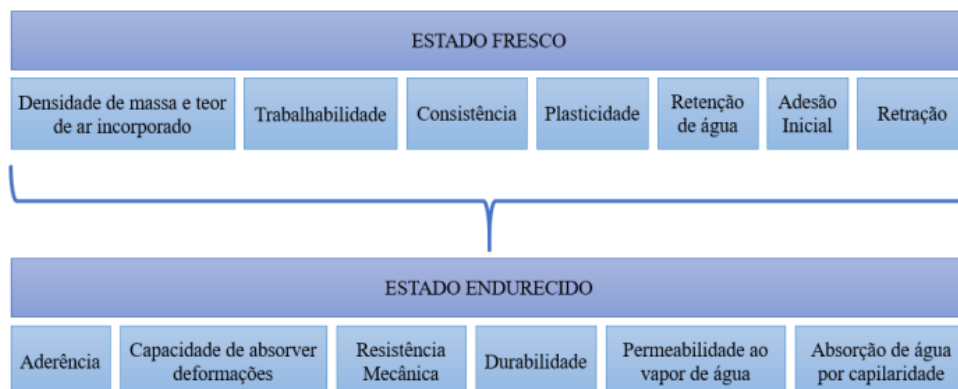 ESTADO FRESCO
Densidade de massa e teor
de ar incorporado
Trabalhabilidade
Consistência
Plasticidade
Retenção
de água
Adesão
Inicial
Retração
ESTADO ENDURECIDO
Aderência
Capacidade de absorver
deformações
Resistência
Mecânica
Durabilidade
Permeabilidade ao
vapor de água
Absorção de água
por capilaridade